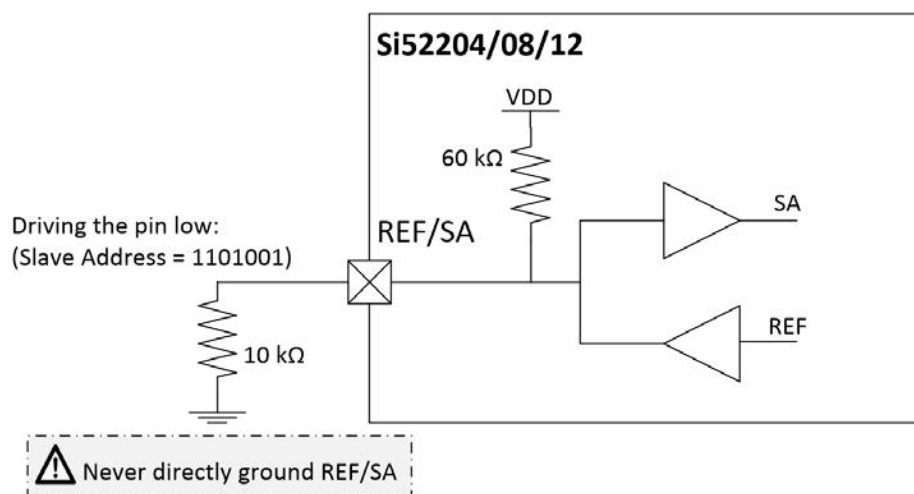 Si52204/08/12
VDD
60 kΩ
SA
Driving the pin low:
(Slave Address = 1101001)
REF/SA
REF
10 kΩ
Never directly ground REF/SA